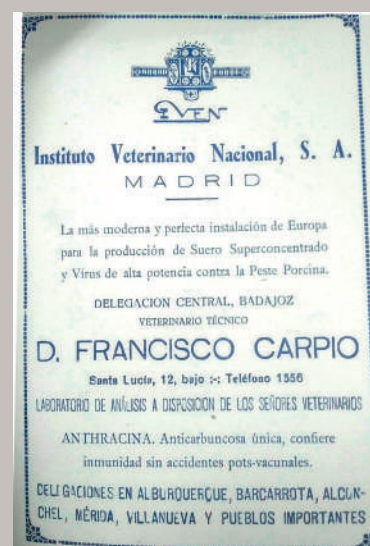 IVEN
Instituto Veterinario Nacional, S. A.
MADRID
La más moderna y perfecta instalación de Europa
para la producción de Suero Superconcentrado
y Virus de alta potencia contra la Peste Porcina.
DELEGACION CENTRAL, BADAJOZ
VETERINARIO TÉCNICO
D. FRANCISCO CARPIO
Santa Lucía, 12, bajo :-: Teléfono 1556
LABORATORIO DE ANÁLISIS A DISPOSICION DE LOS SEÑORES VETERINARIOS
ANTHRACINA. Anticarbuncosa única, confiere
inmunidad sin accidentes pots-vacunales.
DELEGACIONES EN ALBURQUERQUE, BARCARROTA, ALCON-
CHEL, MÉRIDA, VILLANUEVA Y PUEBLOS IMPORTANTES